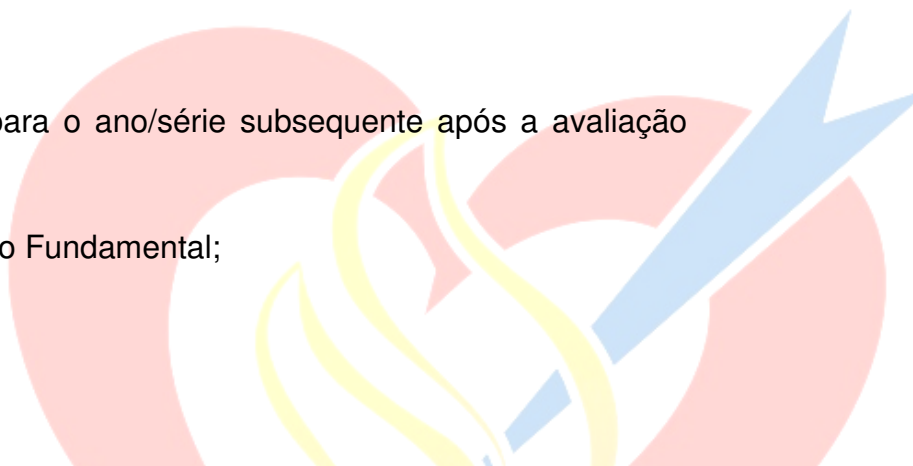 para o ano/série subsequente após a avaliação
o Fundamental;